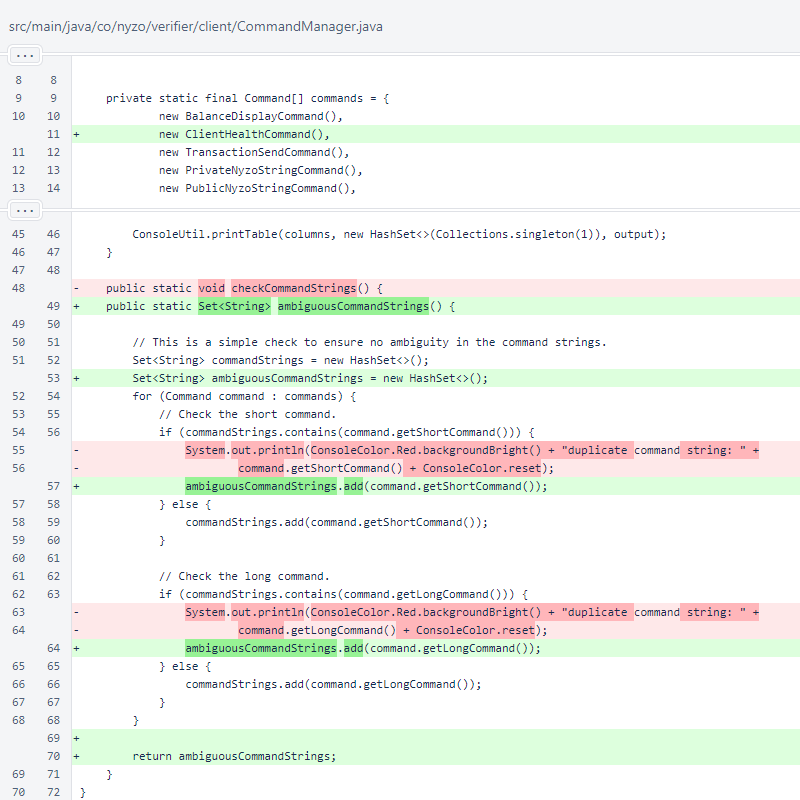 src/main/java/co/nyzo/verifier/client/CommandManager.java
...
8 8
9 9 private static final Command[] commands = {
10 10 new BalanceDisplayCommand(),
11 + new ClientHealthCommand(),
11 12 new TransactionSendCommand(),
12 13 new PrivateNyzoStringCommand(),
13 14 new PublicNyzoStringCommand(),
...
45 46 ConsoleUtil.printTable(columns, new HashSet<>(Collections.singleton(1)), output);
46 47 }
47 48
48 - public static void checkCommandStrings() {
49 + public static Set<String> ambiguousCommandStrings() {
49 50
50 51 // This is a simple check to ensure no ambiguity in the command strings.
51 52 Set<String> commandStrings = new HashSet<>();
53 + Set<String> ambiguousCommandStrings = new HashSet<>();
52 54 for (Command command : commands) {
53 55 // Check the short command.
54 56 if (commandStrings.contains(command.getShortCommand())) {
55 - System.out.println(ConsoleColor.Red.backgroundBright() + "duplicate command string: " +
56 - command.getShortCommand() + ConsoleColor.reset);
57 + ambiguousCommandStrings.add(command.getShortCommand());
57 58 } else {
58 59 commandStrings.add(command.getShortCommand());
59 60 }
60 61
61 62 // Check the long command.
62 63 if (commandStrings.contains(command.getLongCommand())) {
63 - System.out.println(ConsoleColor.Red.backgroundBright() + "duplicate command string: " +
64 - command.getLongCommand() + ConsoleColor.reset);
64 + ambiguousCommandStrings.add(command.getLongCommand());
65 65 } else {
66 66 commandStrings.add(command.getLongCommand());
67 67 }
68 68 }
69 +
70 + return ambiguousCommandStrings;
69 71 }
70 72 }